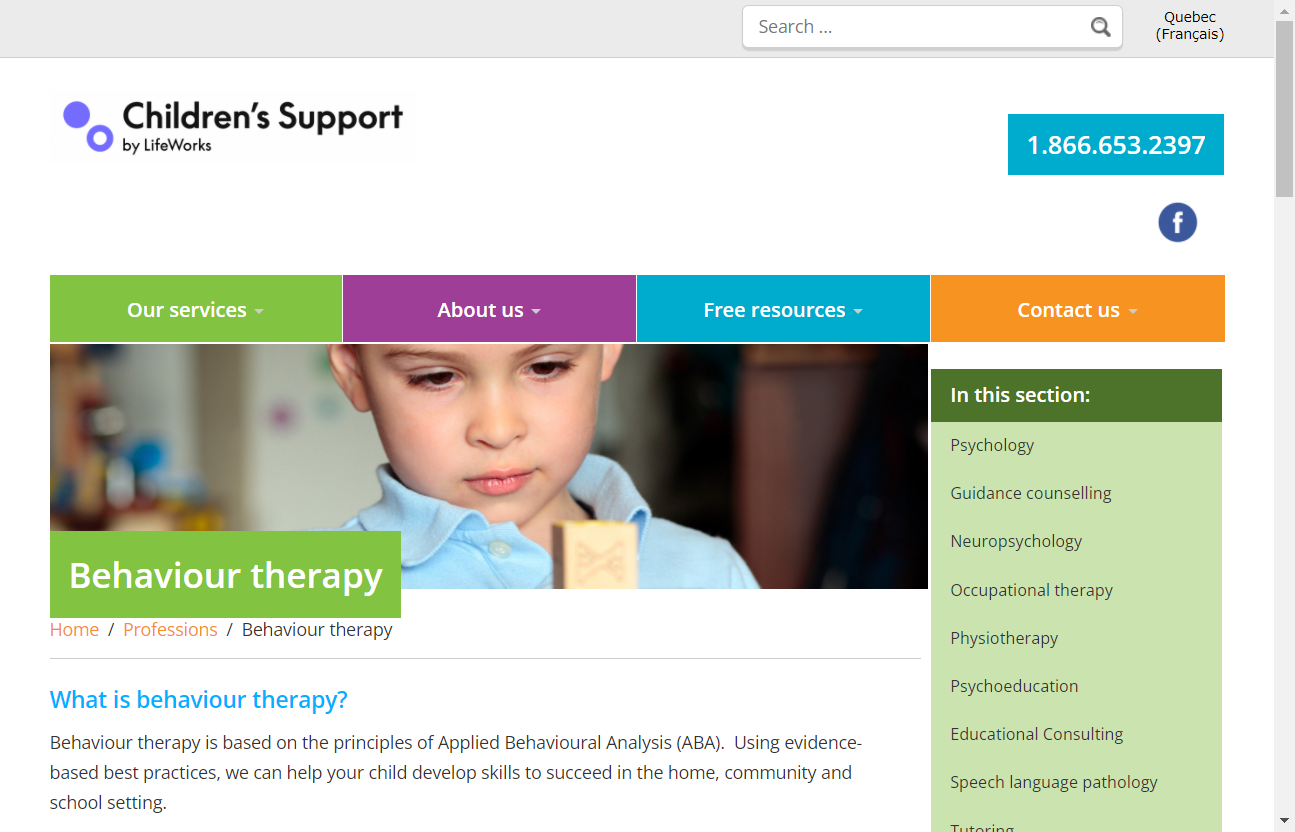 Search ...
Quebec
(Français)
Children's Support
by LifeWorks
1.866.653.2397
f
Our services
About us
Free resources
Contact us
Behaviour therapy
Home / Professions / Behaviour therapy
What is behaviour therapy?
Behaviour therapy is based on the principles of Applied Behavioural Analysis (ABA).  Using evidence-
based best practices, we can help your child develop skills to succeed in the home, community and
school setting.
In this section:
Psychology
Guidance counselling
Neuropsychology
Occupational therapy
Physiotherapy
Psychoeducation
Educational Consulting
Speech language pathology
Tutoring